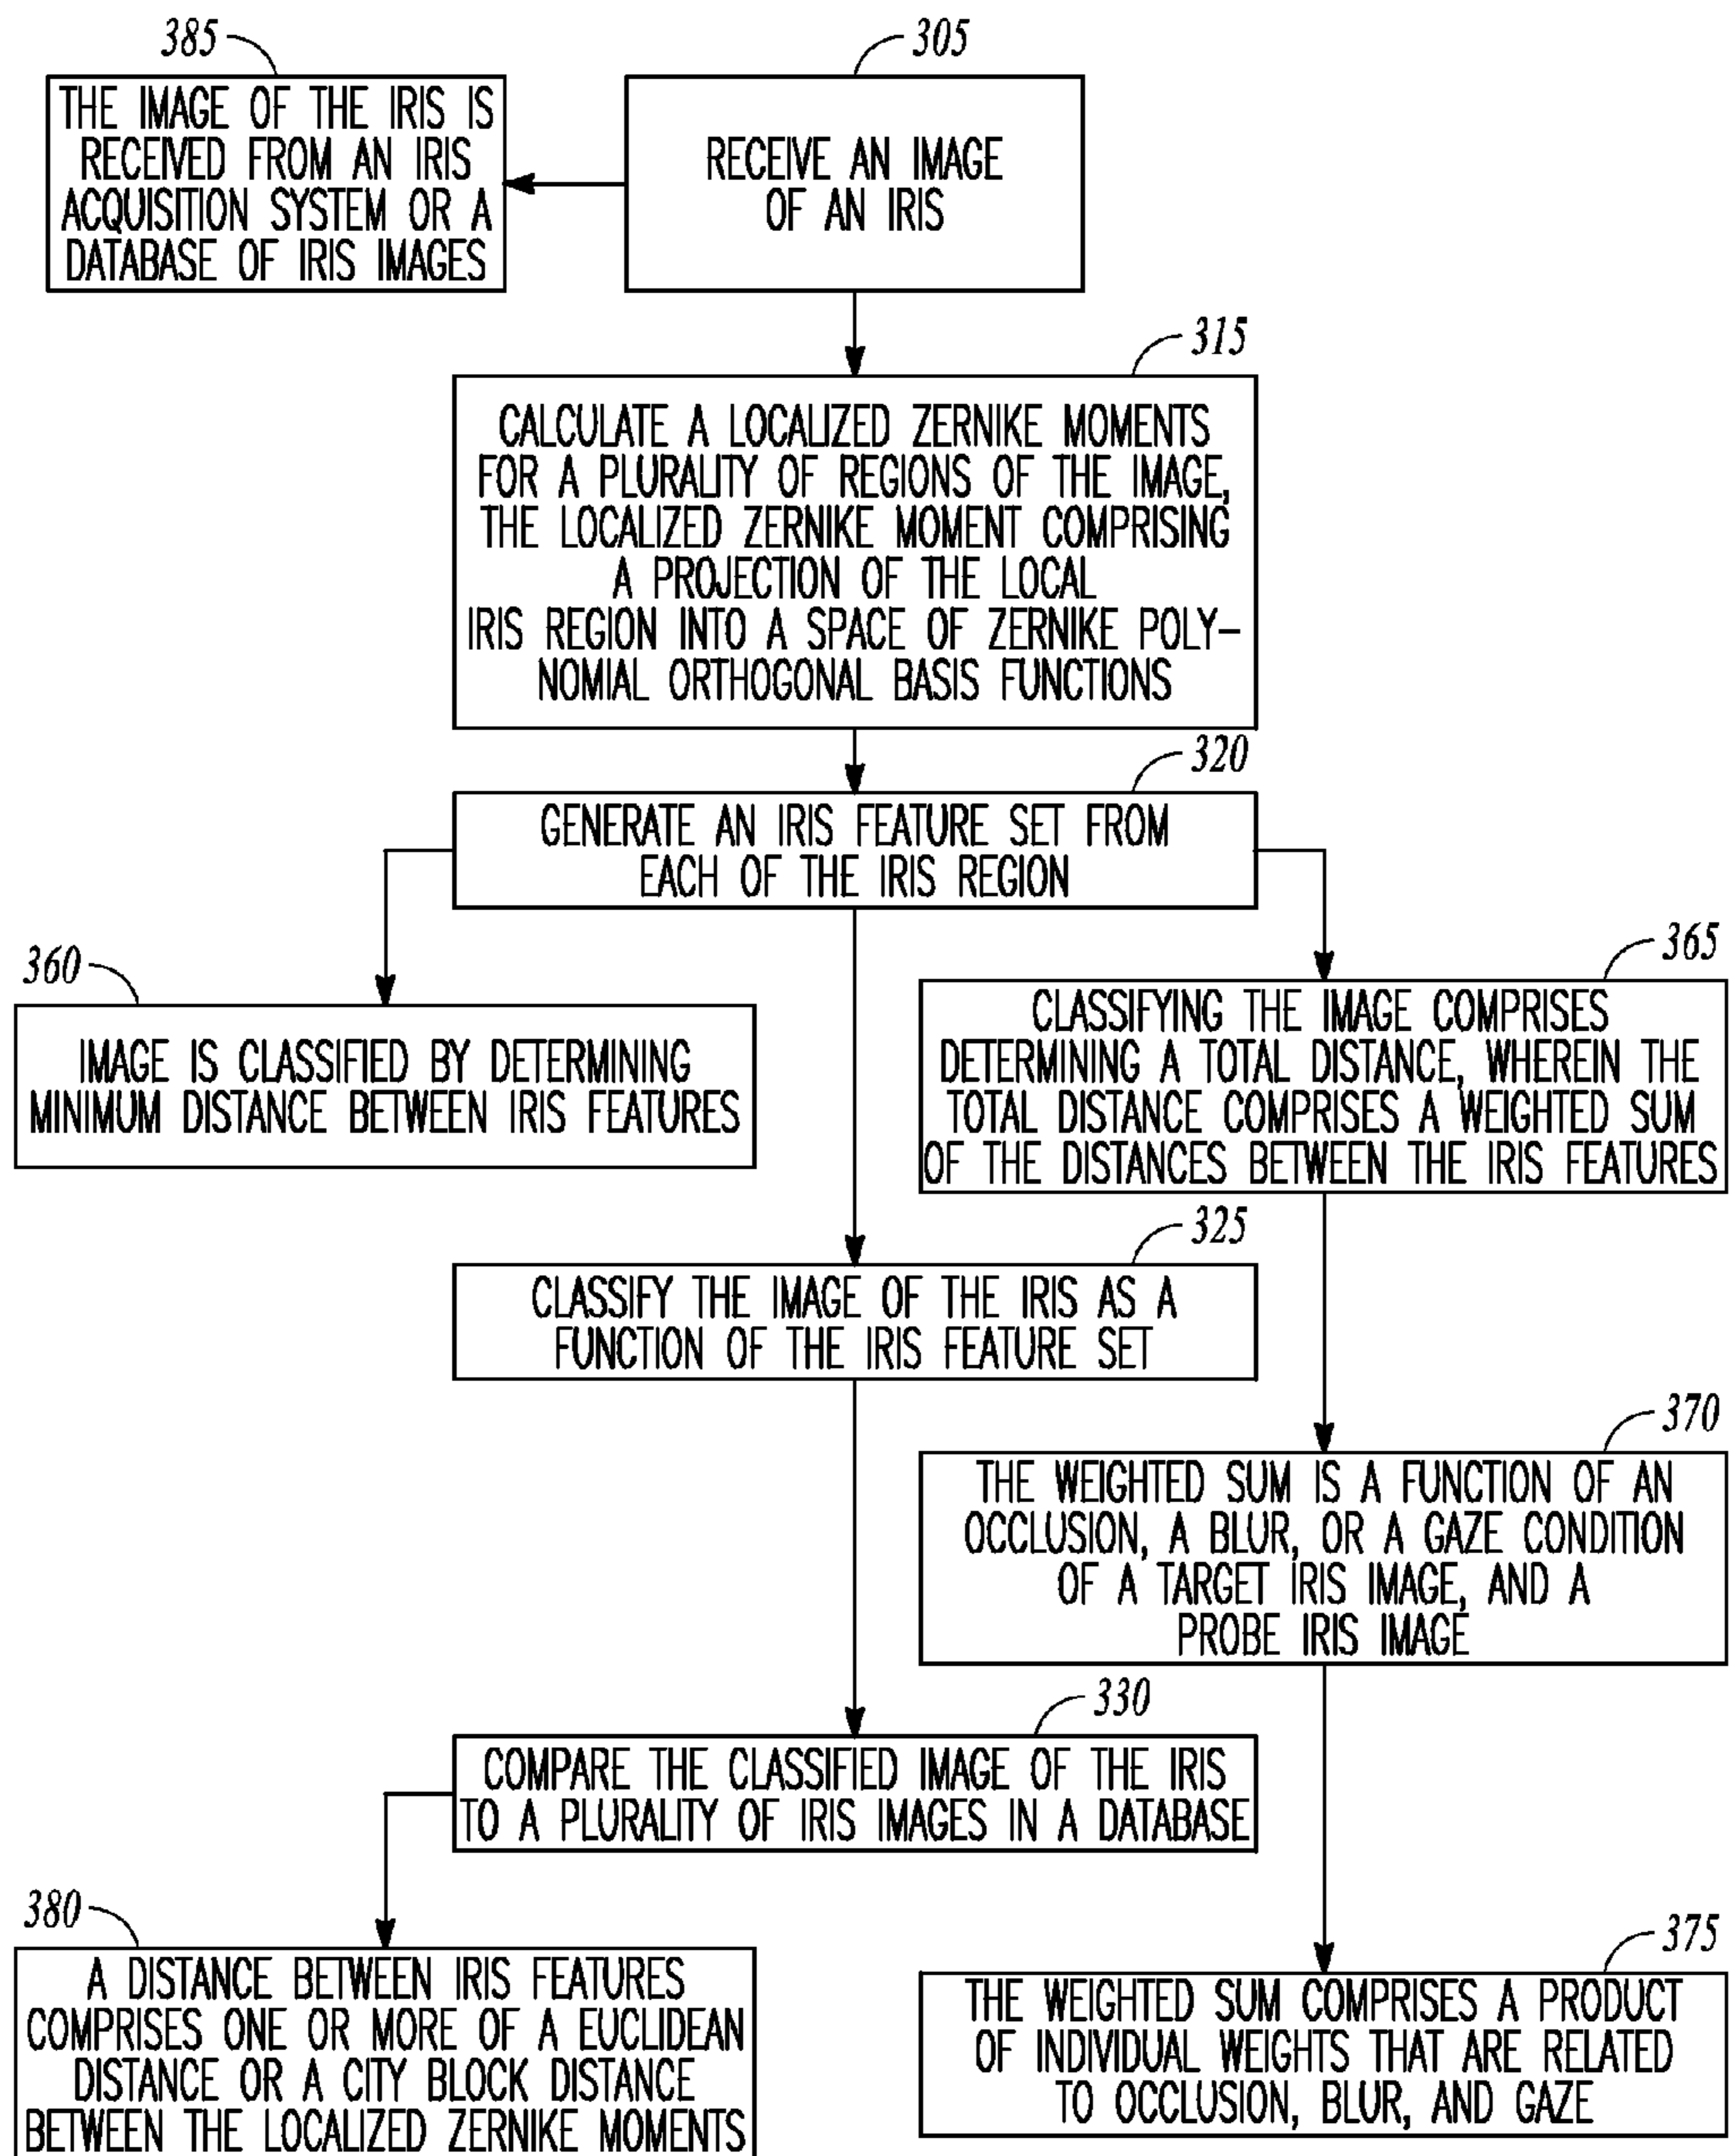 385
THE IMAGE OF THE IRIS IS
RECEIVED FROM AN IRIS
ACQUISITION SYSTEM OR A
DATABASE OF IRIS IMAGES
305
RECEIVE AN IMAGE
OF AN IRIS
315
CALCULATE A LOCALIZED ZERNIKE MOMENTS
FOR A PLURALITY OF REGIONS OF THE IMAGE,
THE LOCALIZED ZERNIKE MOMENT COMPRISING
A PROJECTION OF THE LOCAL
IRIS REGION INTO A SPACE OF ZERNIKE POLY-
NOMIAL ORTHOGONAL BASIS FUNCTIONS
320
GENERATE AN IRIS FEATURE SET FROM
EACH OF THE IRIS REGION
360
IMAGE IS CLASSIFIED BY DETERMINING
MINIMUM DISTANCE BETWEEN IRIS FEATURES
365
CLASSIFYING THE IMAGE COMPRISES
DETERMINING A TOTAL DISTANCE, WHEREIN THE
TOTAL DISTANCE COMPRISES A WEIGHTED SUM
OF THE DISTANCES BETWEEN THE IRIS FEATURES
325
CLASSIFY THE IMAGE OF THE IRIS AS A
FUNCTION OF THE IRIS FEATURE SET
370
THE WEIGHTED SUM IS A FUNCTION OF AN
OCCLUSION, A BLUR, OR A GAZE CONDITION
OF A TARGET IRIS IMAGE, AND A
PROBE IRIS IMAGE
330
COMPARE THE CLASSIFIED IMAGE OF THE IRIS
TO A PLURALITY OF IRIS IMAGES IN A DATABASE
380
A DISTANCE BETWEEN IRIS FEATURES
COMPRISES ONE OR MORE OF A EUCLIDEAN
DISTANCE OR A CITY BLOCK DISTANCE
BETWEEN THE LOCALIZED ZERNIKE MOMENTS
375
THE WEIGHTED SUM COMPRISES A PRODUCT
OF INDIVIDUAL WEIGHTS THAT ARE RELATED
TO OCCLUSION, BLUR, AND GAZE